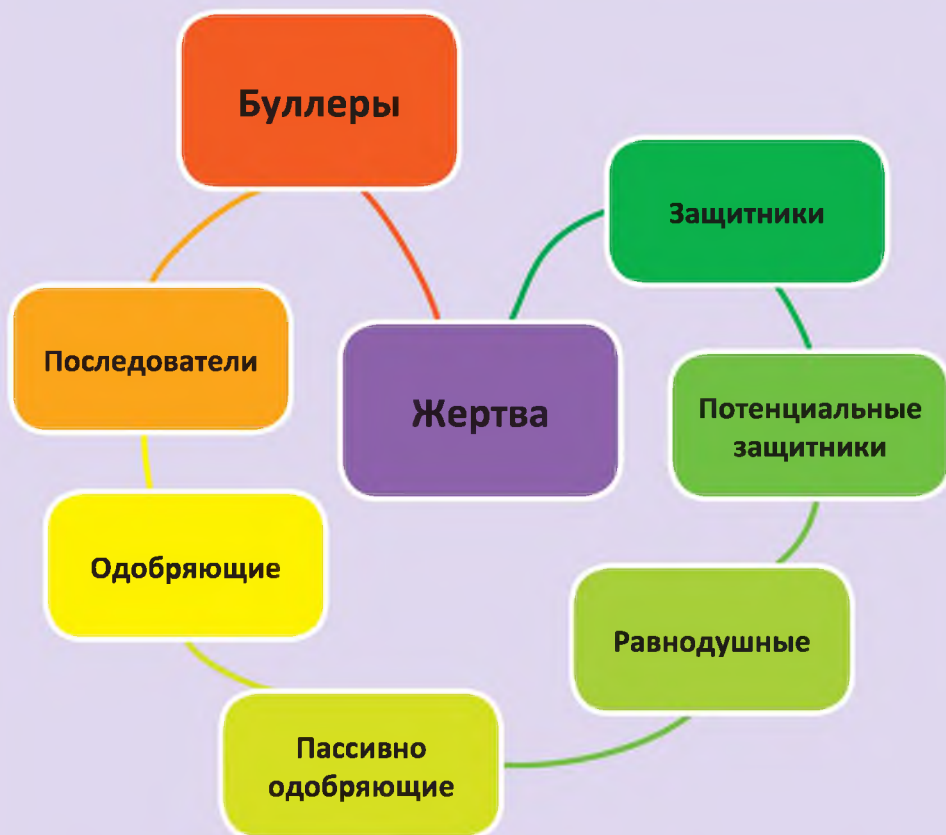 Буллеры
Защитники
Последователи
Жертва
Потенциальные
защитники
Одобряющие
Равнодушные
Пассивно
одобряющие